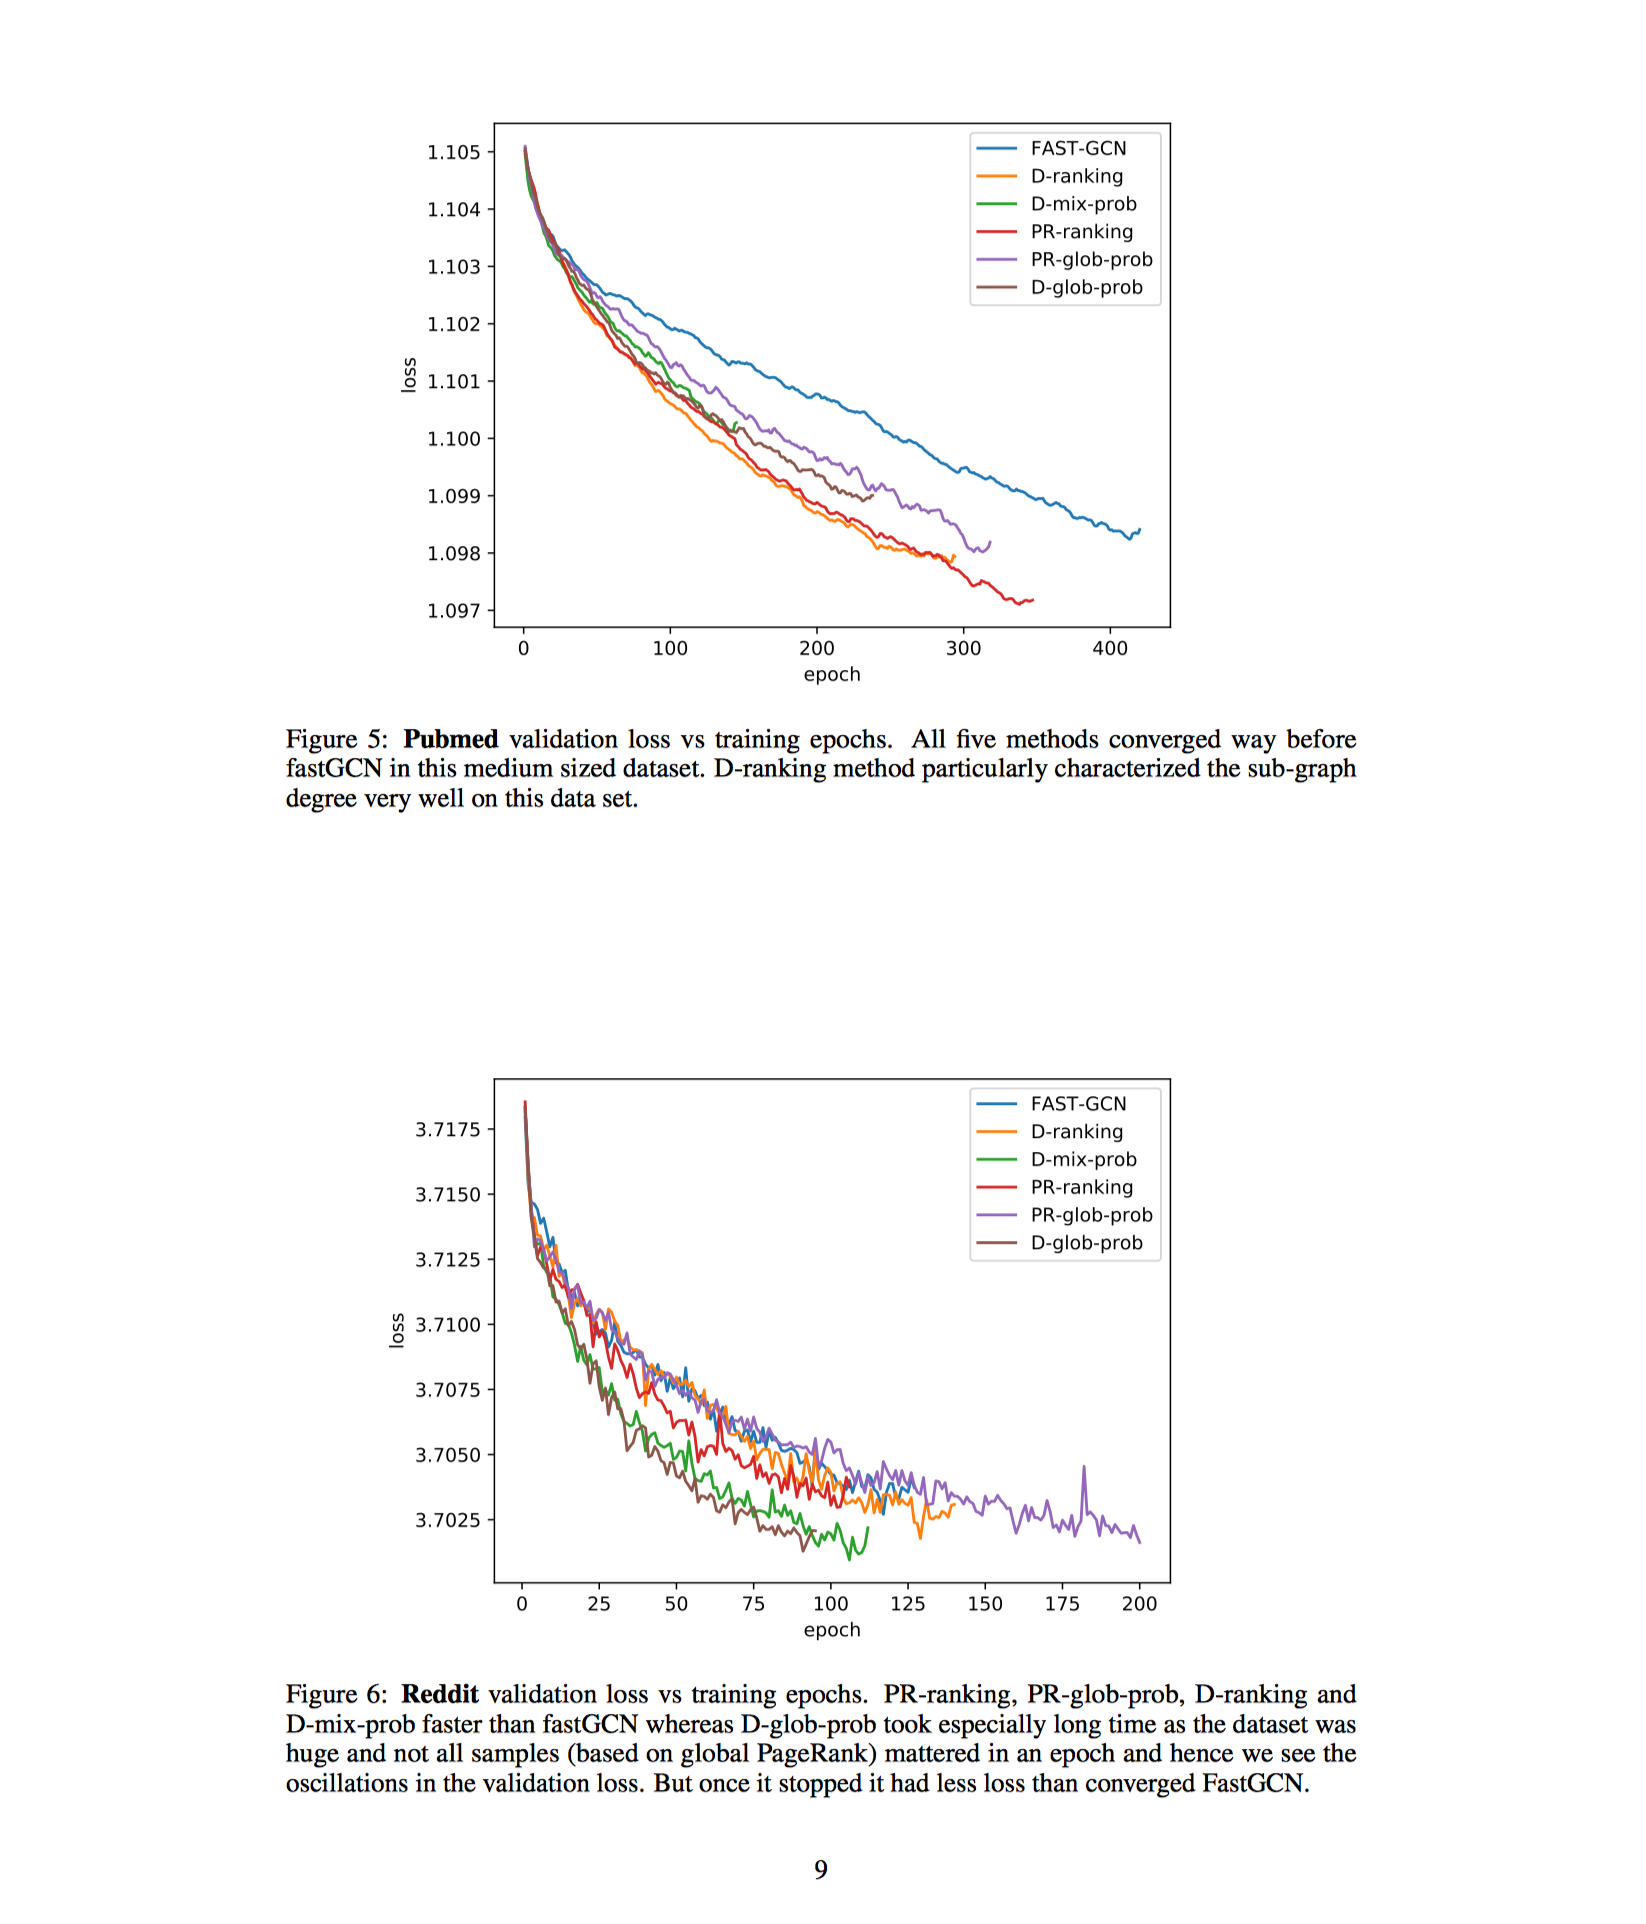 1.105
1.104
1.103
1.102
1.101
1.100
1.099
1.098
1.097
loss
0 100 200 300 400
epoch
FAST-GCN
D-ranking
D-mix-prob
PR-ranking
PR-glob-prob
D-glob-prob
Figure 5: Pubmed validation loss vs training epochs. All five methods converged way before
fastGCN in this medium sized dataset. D-ranking method particularly characterized the sub-graph
degree very well on this data set.
3.7175
3.7150
3.7125
3.7100
3.7075
3.7050
3.7025
loss
0 25 50 75 100 125 150 175 200
epoch
FAST-GCN
D-ranking
D-mix-prob
PR-ranking
PR-glob-prob
D-glob-prob
Figure 6: Reddit validation loss vs training epochs. PR-ranking, PR-glob-prob, D-ranking and
D-mix-prob faster than fastGCN whereas D-glob-prob took especially long time as the dataset was
huge and not all samples (based on global PageRank) mattered in an epoch and hence we see the
oscillations in the validation loss. But once it stopped it had less loss than converged FastGCN.
9